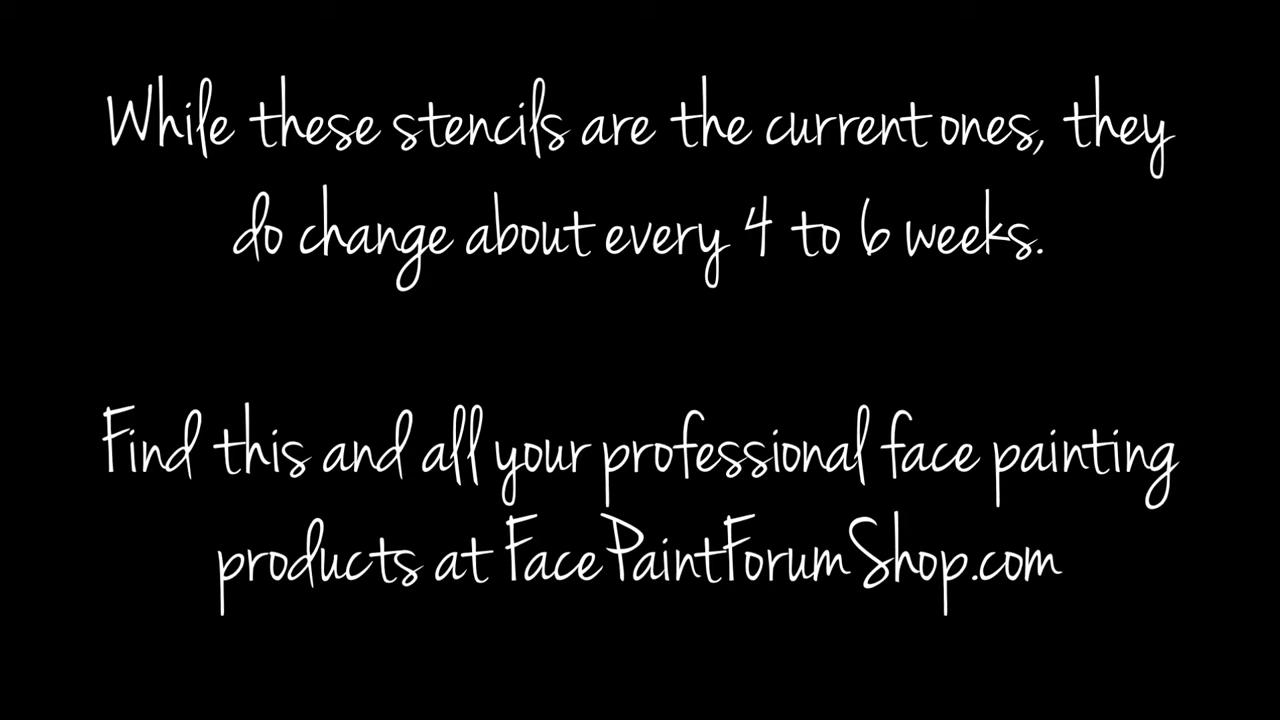 While these stencils are the current ones, they
do change about every 4 to 6 weeks.
Find this and all your professional face painting
products at FacePaintForumShop.com